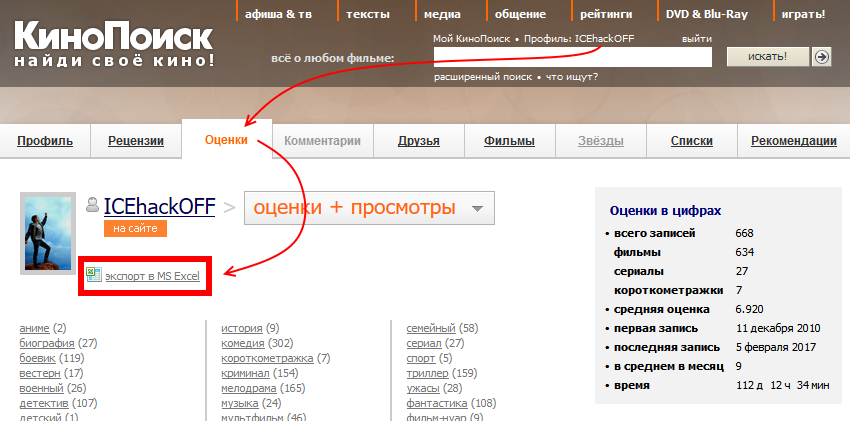 афиша & тв тексты медиа общение рейтинги DVD & Blu-Ray играть!
КиноПоиск
найди своё кино!
Мой КиноПоиск • Профиль: ICEhackOFF выйти
всё о любом фильме:
искать!
расширенный поиск • что ищут?
Профиль Рецензии Оценки Комментарии Друзья Фильмы Звёзды Списки Рекомендации
ICEhackOFF > оценки + просмотры
на сайте
экспорт в MS Excel
Оценки в цифрах
• всего записей 668
фильмы 634
сериалы 27
короткометражки 7
• средняя оценка 6.920
• первая запись 11 декабря 2010
• последняя запись 5 февраля 2017
• в среднем в месяц 9
• время 112 д 12 ч 34 мин
аниме (2)
биография (27)
боевик (119)
вестерн (17)
военный (26)
детектив (107)
детский (1)
история (9)
комедия (302)
короткометражка (7)
криминал (154)
мелодрама (165)
музыка (24)
мультфильм (46)
семейный (58)
сериал (27)
спорт (5)
триллер (159)
ужасы (28)
фантастика (108)
фильм-нуар (9)